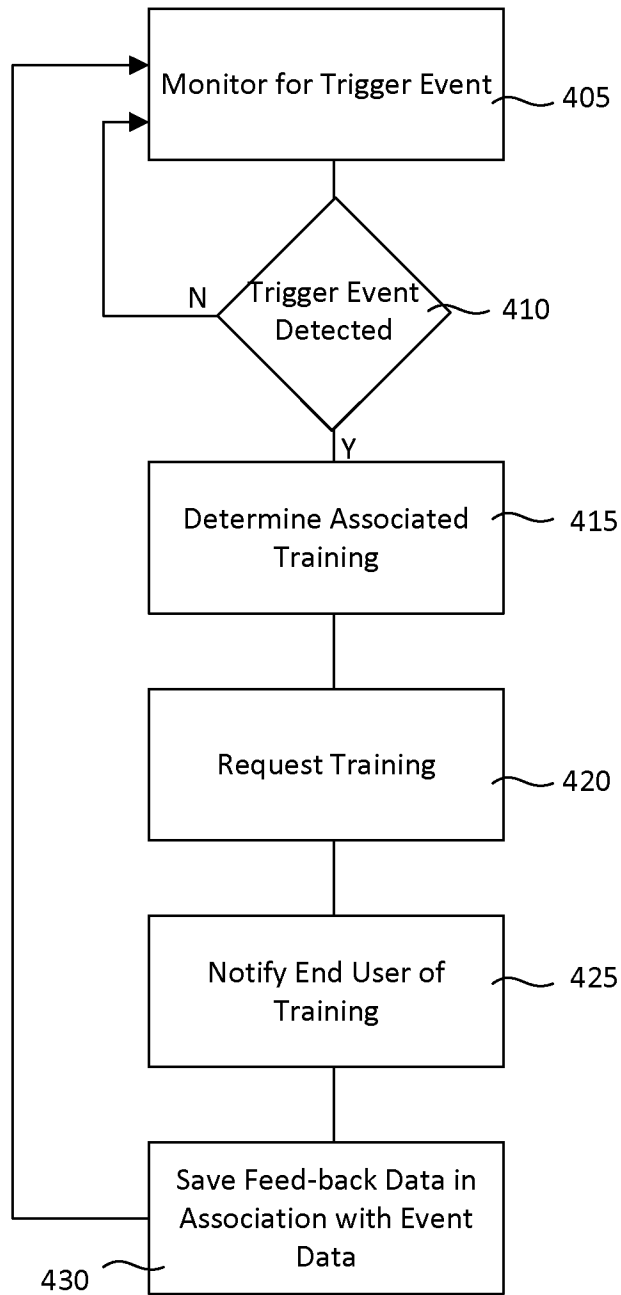 Monitor for Trigger Event
405
N
Trigger Event
Detected
410
Y
Determine Associated
Training
415
Request Training
420
Notify End User of
Training
425
Save Feed-back Data in
Association with Event
Data
430